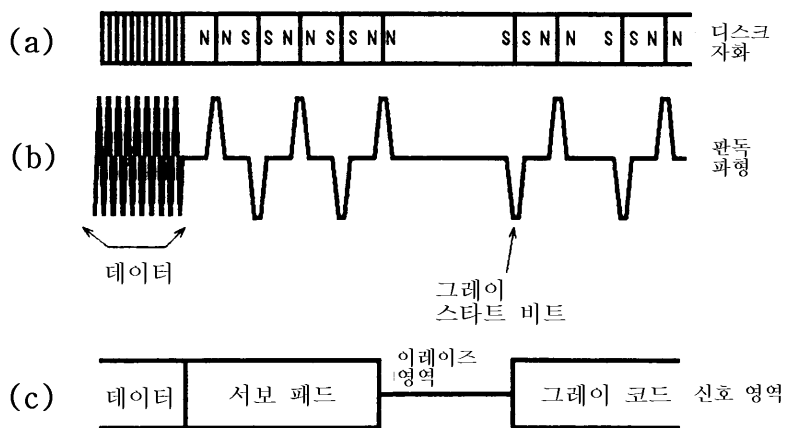 (a) N N S S N N S S N N S S N N S S N 디스크
자화
(b) 판독
파형
데이터
그레이
스타트 비트
(c) 데이터 서보 패드 이레이즈
영역 그레이 코드 신호 영역